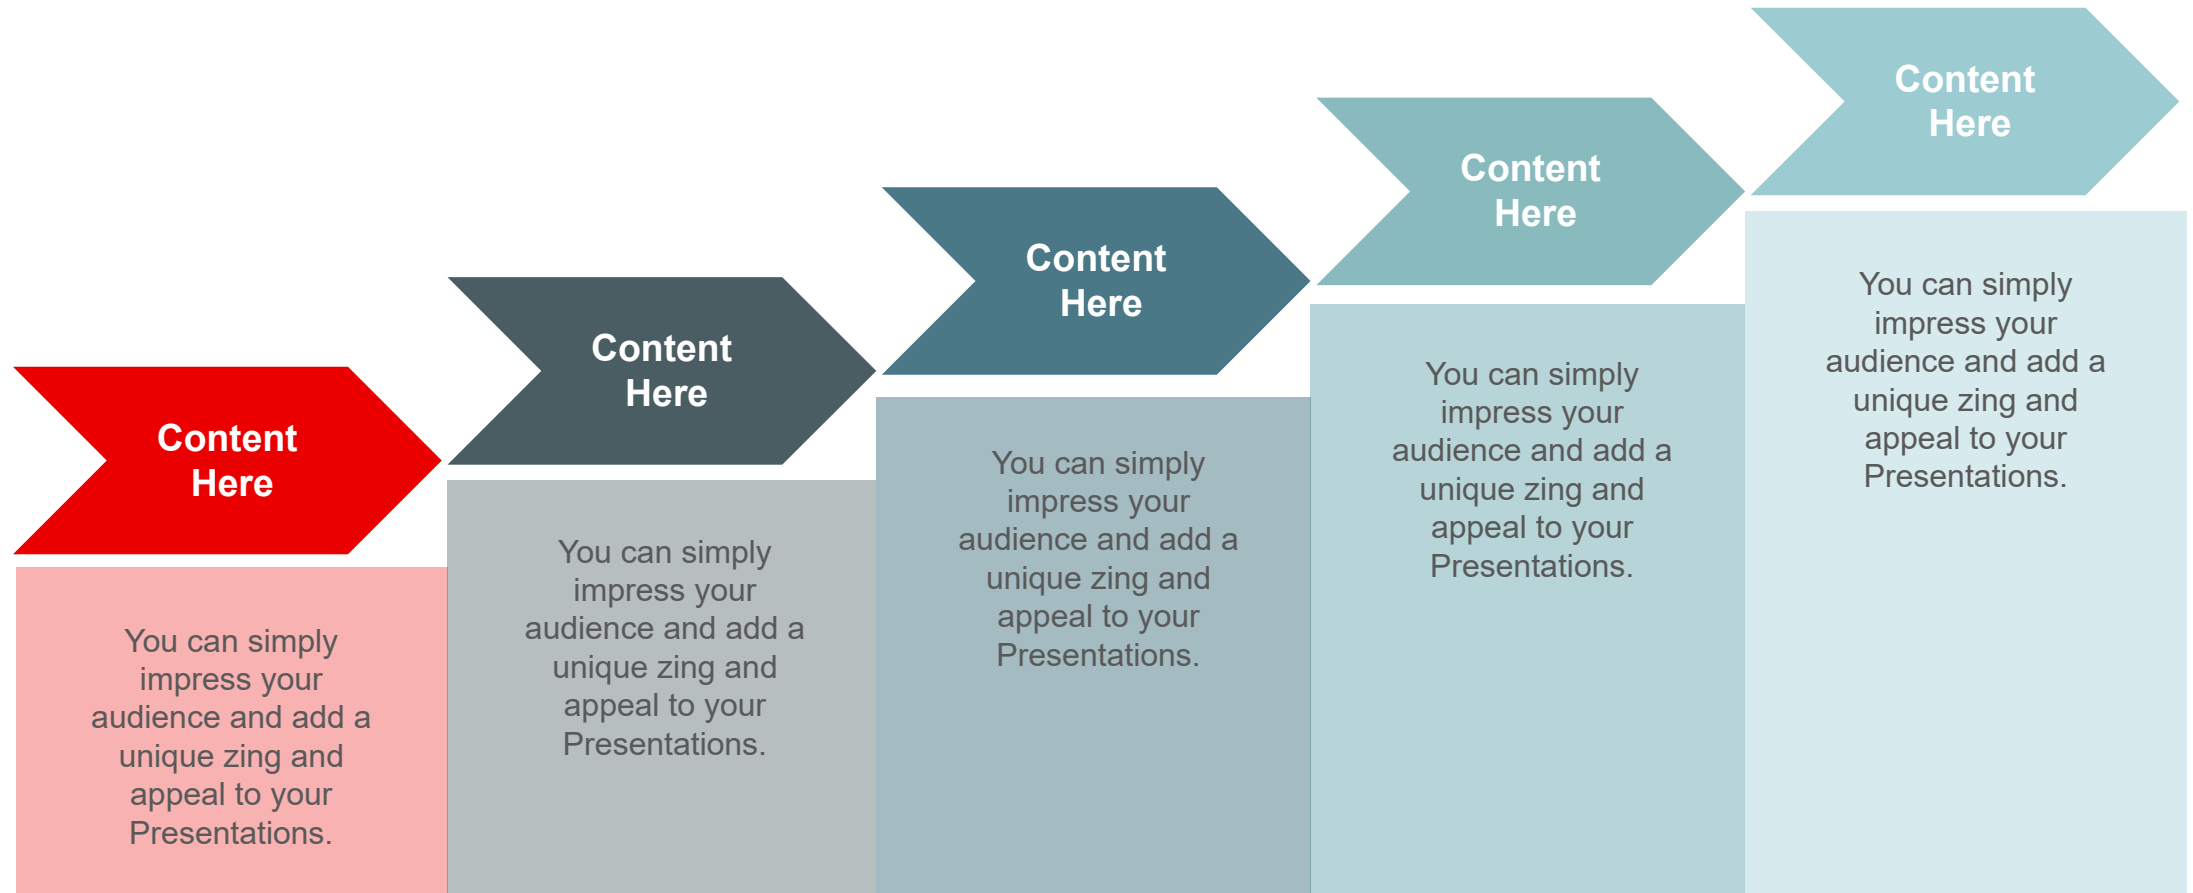 Content
Here
You can simply
impress your
audience and add a
unique zing and
appeal to your
Presentations.
Content
Here
You can simply
impress your
audience and add a
unique zing and
appeal to your
Presentations.
Content
Here
You can simply
impress your
audience and add a
unique zing and
appeal to your
Presentations.
Content
Here
You can simply
impress your
audience and add a
unique zing and
appeal to your
Presentations.
Content
Here
You can simply
impress your
audience and add a
unique zing and
appeal to your
Presentations.